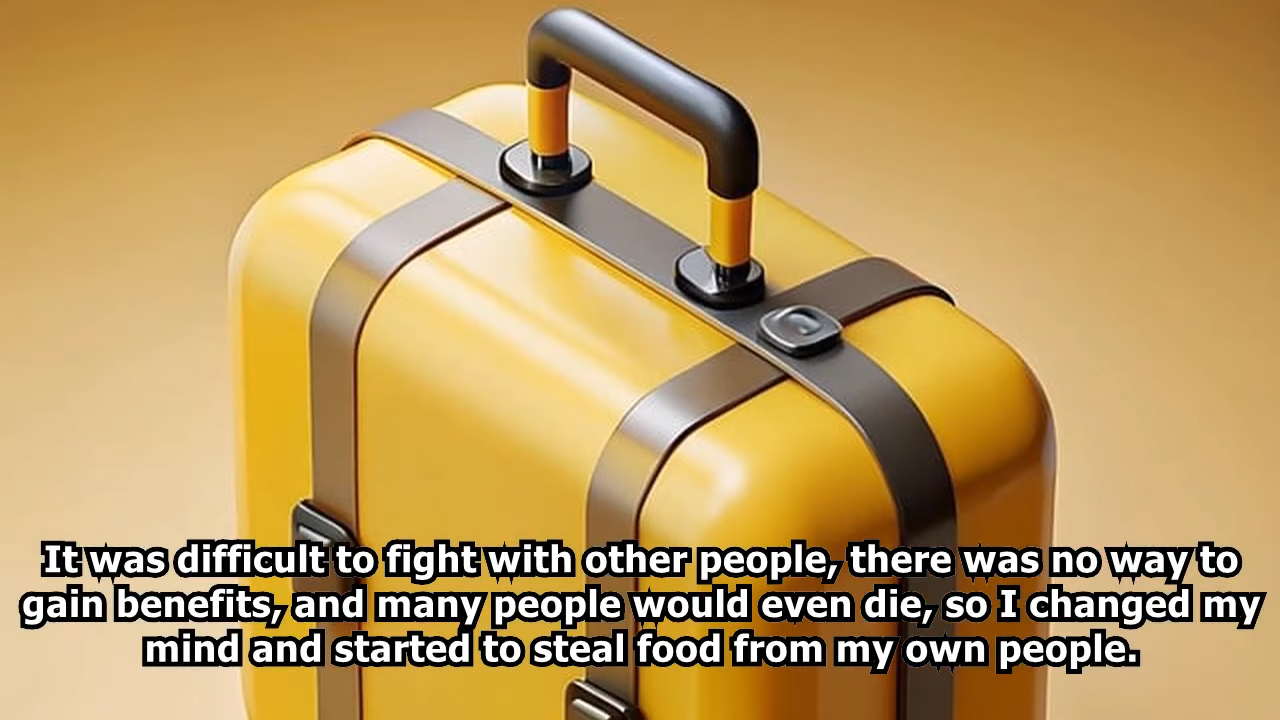 It was difficult to fight with other people, there was no way to
gain benefits, and many people would even die, so I changed my
mind and started to steal food from my own people.